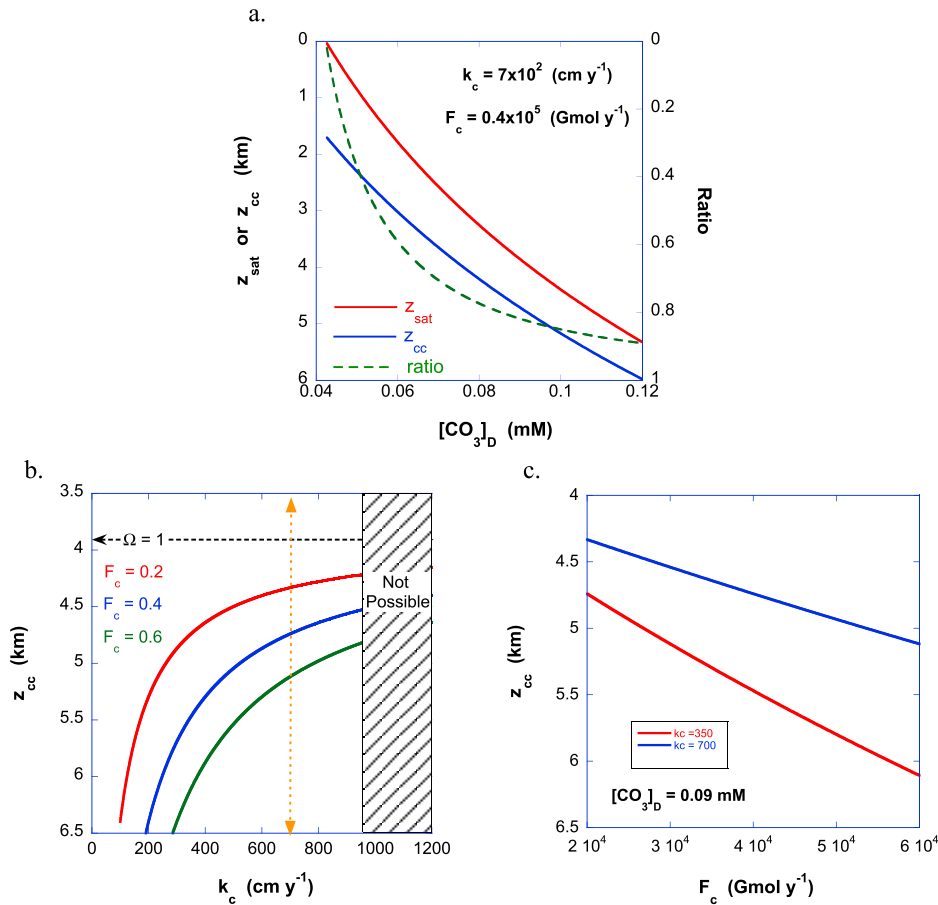 a.
0
1
2
3
4
5
6
z_sat or z_cc (km)
k_c = 7x10^2 (cm y^-1)
F_c = 0.4x10^5 (Gmol y^-1)
z_sat
z_cc
ratio
0
0.2
0.4
0.6
0.8
1
Ratio
0.04 0.06 0.08 0.1 0.12
[CO_3]_D (mM)
b.
3.5
4
4.5
5
5.5
6
6.5
z_cc (km)
Ω = 1
F_c = 0.2
F_c = 0.4
F_c = 0.6
Not
Possible
0 200 400 600 800 1000 1200
k_c (cm y^-1)
c.
4
4.5
5
5.5
6
6.5
z_cc (km)
kc =350
kc = 700
[CO_3]_D = 0.09 mM
2 10^4 3 10^4 4 10^4 5 10^4 6 10^4
F_c (Gmol y^-1)